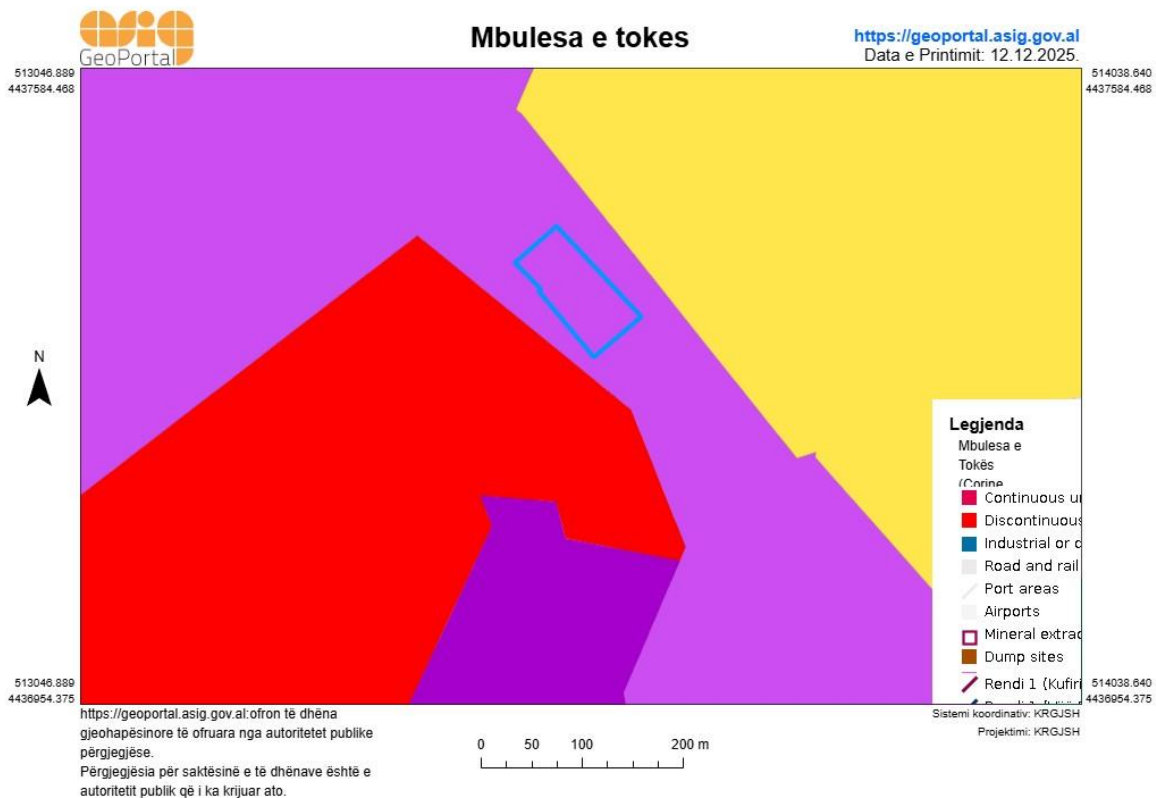 asig
GeoPortal
Mbulesa e tokes
https://geoportal.asig.gov.al
Data e Printimit: 12.12.2025.
513046.889
4437584.468
514038.640
4437584.468
N
Legjenda
Mbulesa e
Tokës
(Corine
Continuous u
Discontinuous
Industrial or c
Road and rail
Port areas
Airports
Mineral extrac
Dump sites
Rendi 1 (Kufiri
513046.889
4436954.375
514038.640
4436954.375
https://geoportal.asig.gov.al:ofron të dhëna
gjeohapësinore të ofruara nga autoritetet publike
përgjegjëse.
Përgjegjësia për saktësinë e të dhënave është e
autoritetit publik që i ka krijuar ato.
0 50 100 200 m
Sistemi koordinativ: KRGJSH
Projektimi: KRGJSH